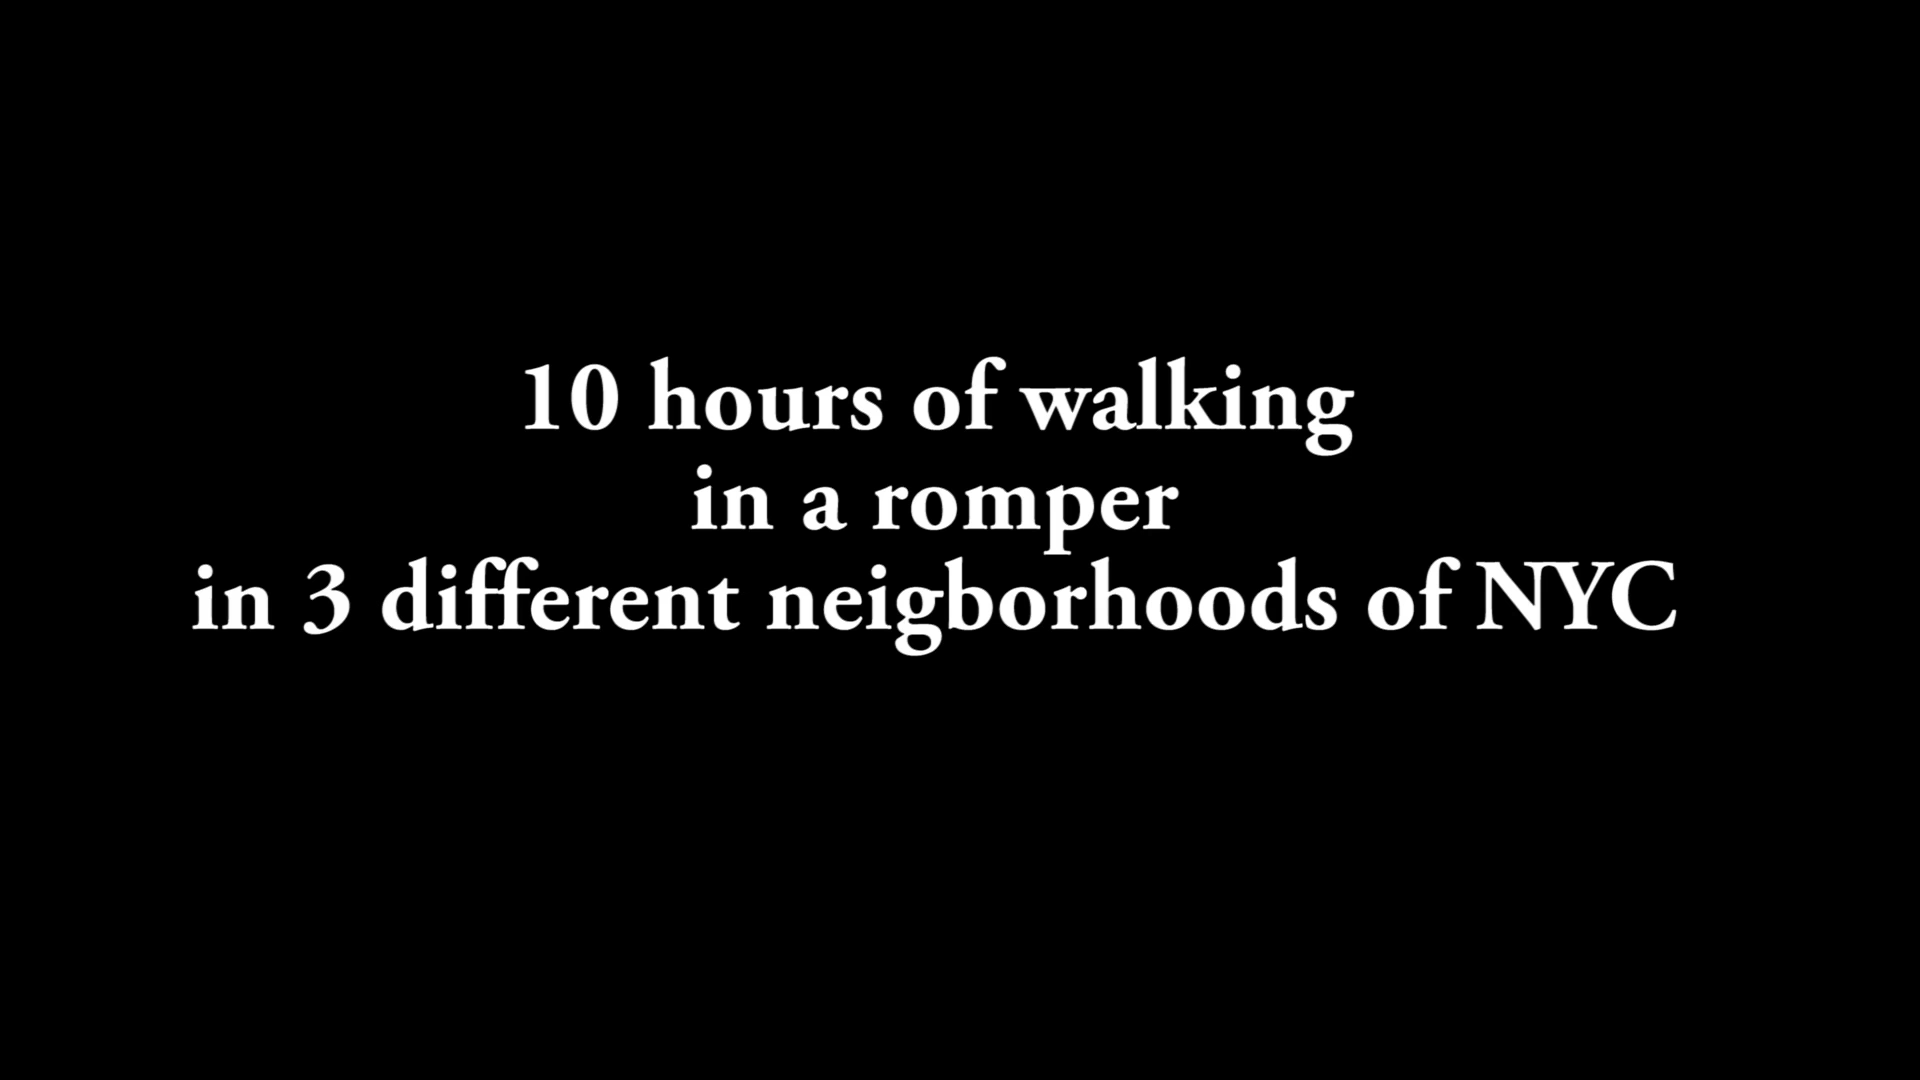 10 hours of walking
in a romper
in 3 different neigborhoods of NYC